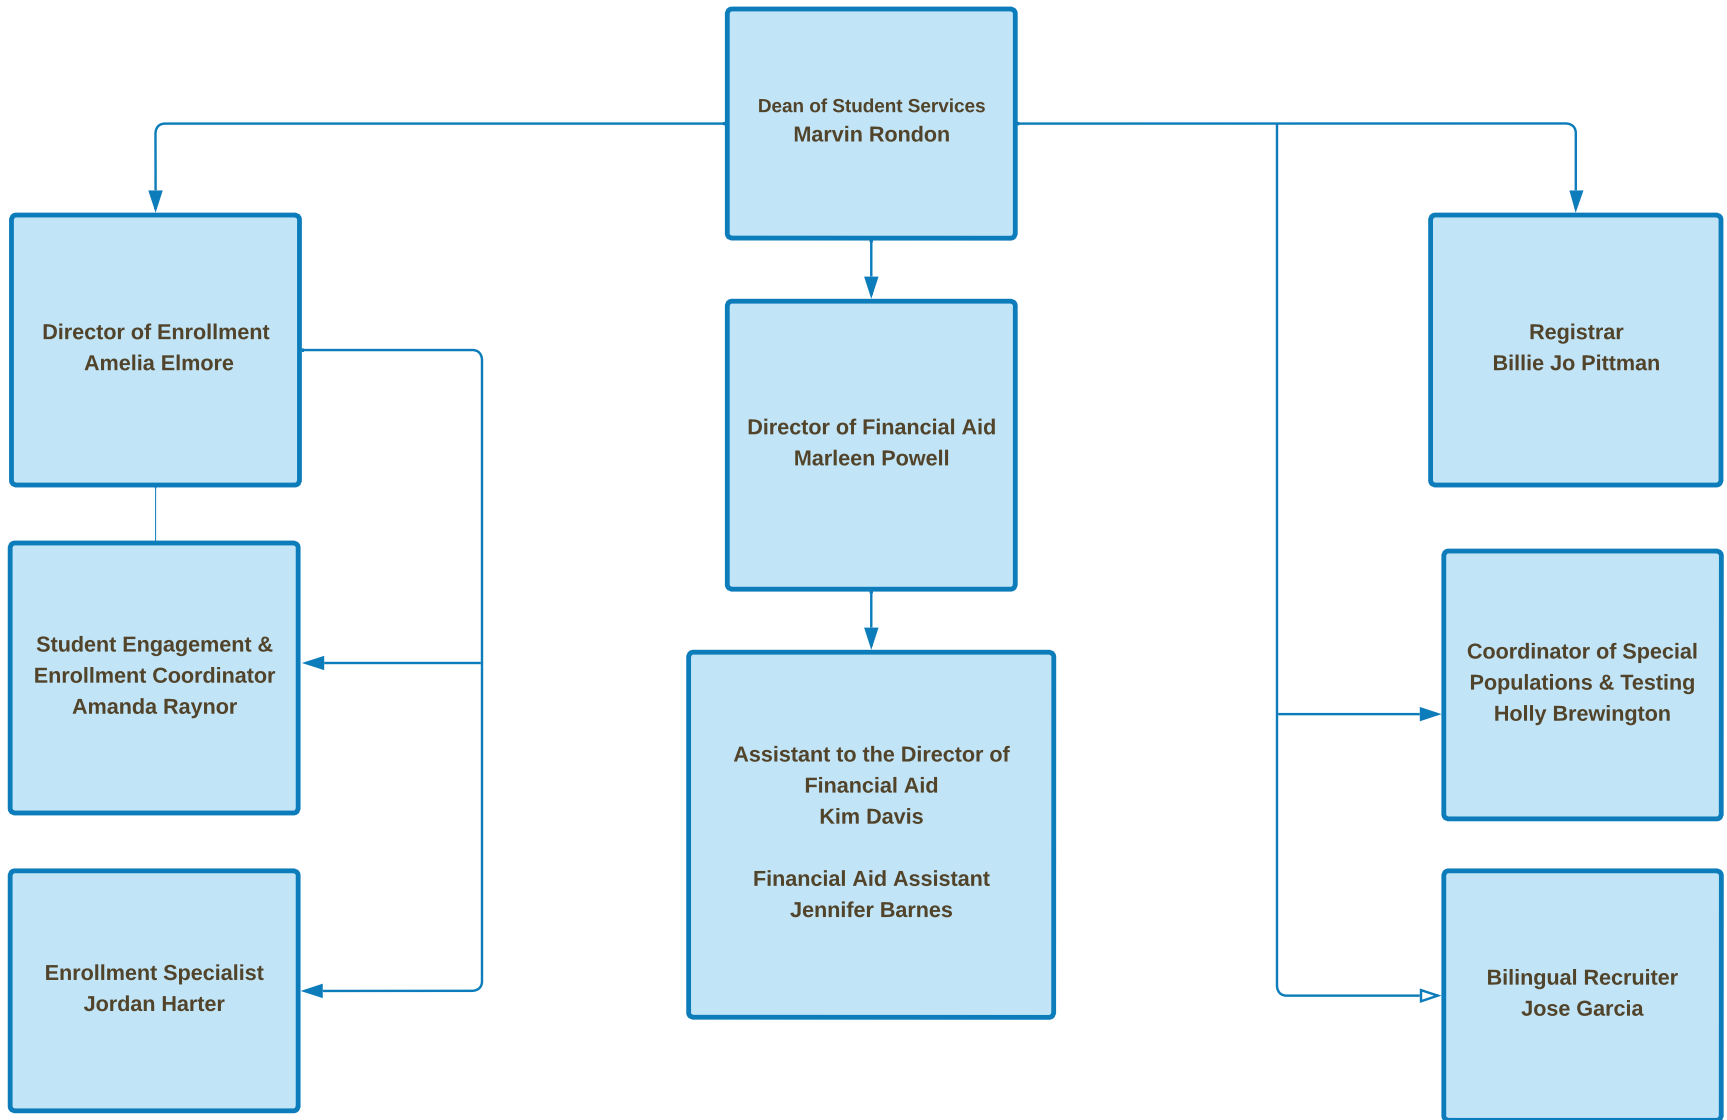 Dean of Student Services
Marvin Rondon
Director of Enrollment
Amelia Elmore
Director of Financial Aid
Marleen Powell
Registrar
Billie Jo Pittman
Student Engagement &
Enrollment Coordinator
Amanda Raynor
Coordinator of Special
Populations & Testing
Holly Brewington
Assistant to the Director of
Financial Aid
Kim Davis
Financial Aid Assistant
Jennifer Barnes
Enrollment Specialist
Jordan Harter
Bilingual Recruiter
Jose Garcia